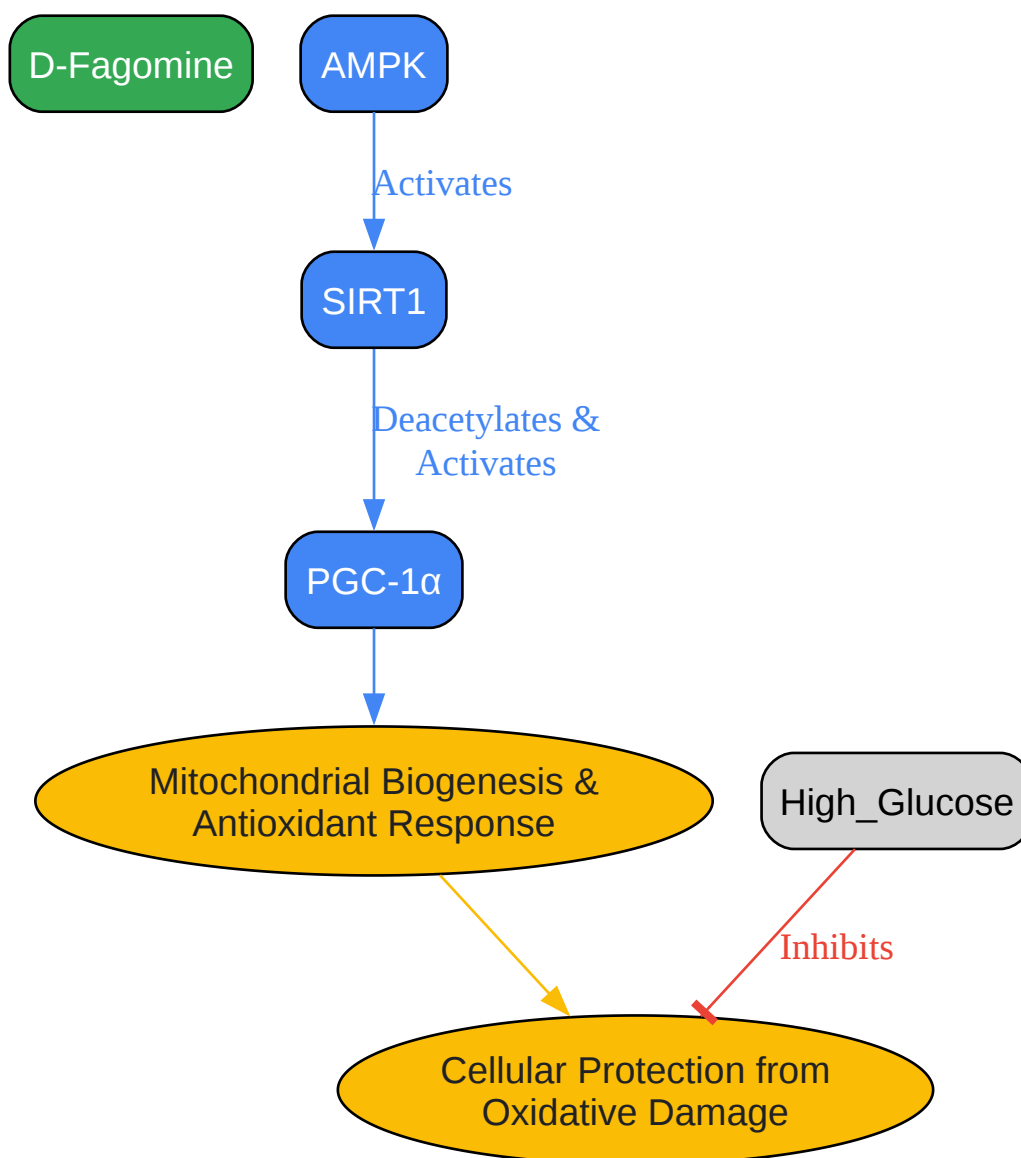 D-Fagomine
AMPK
Activates
SIRT1
Deacetylates &
Activates
PGC-1α
Mitochondrial Biogenesis &
Antioxidant Response
High_Glucose
Inhibits
Cellular Protection from
Oxidative Damage